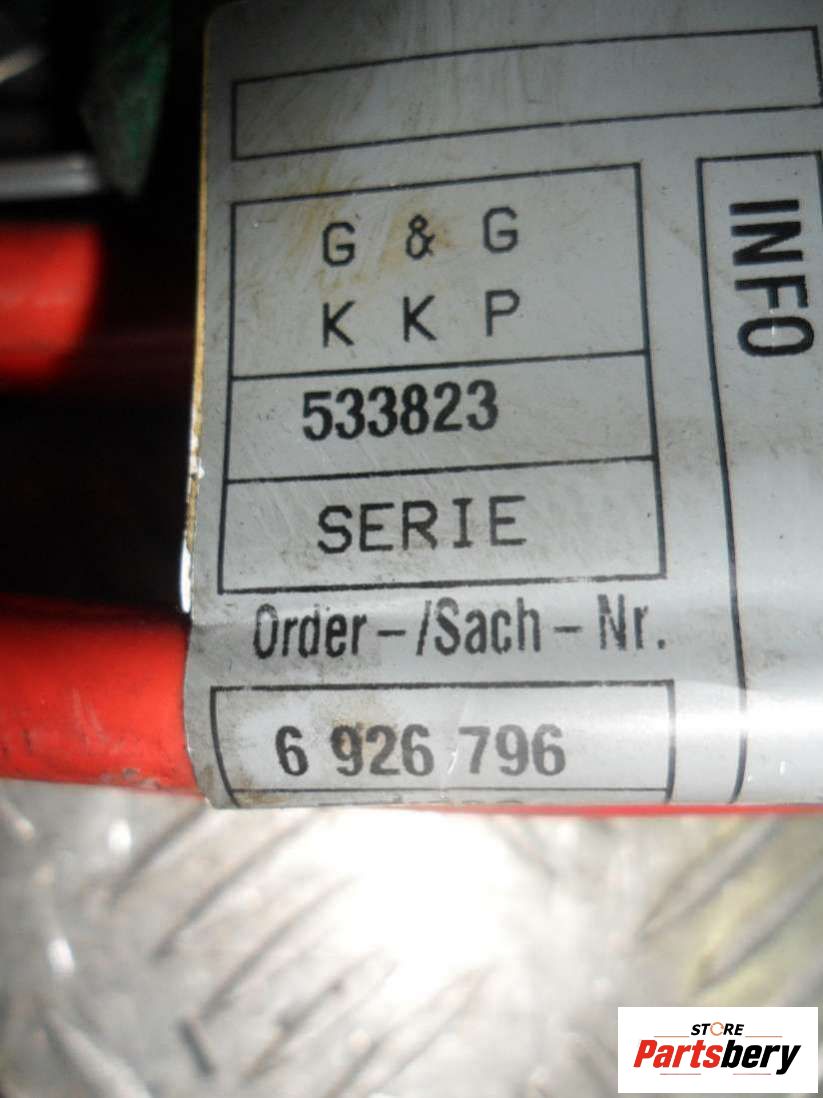 G & G
K K P
533823
SERIE
Order-/Sach-Nr.
6 926 796
INFO
STORE
Partsbery